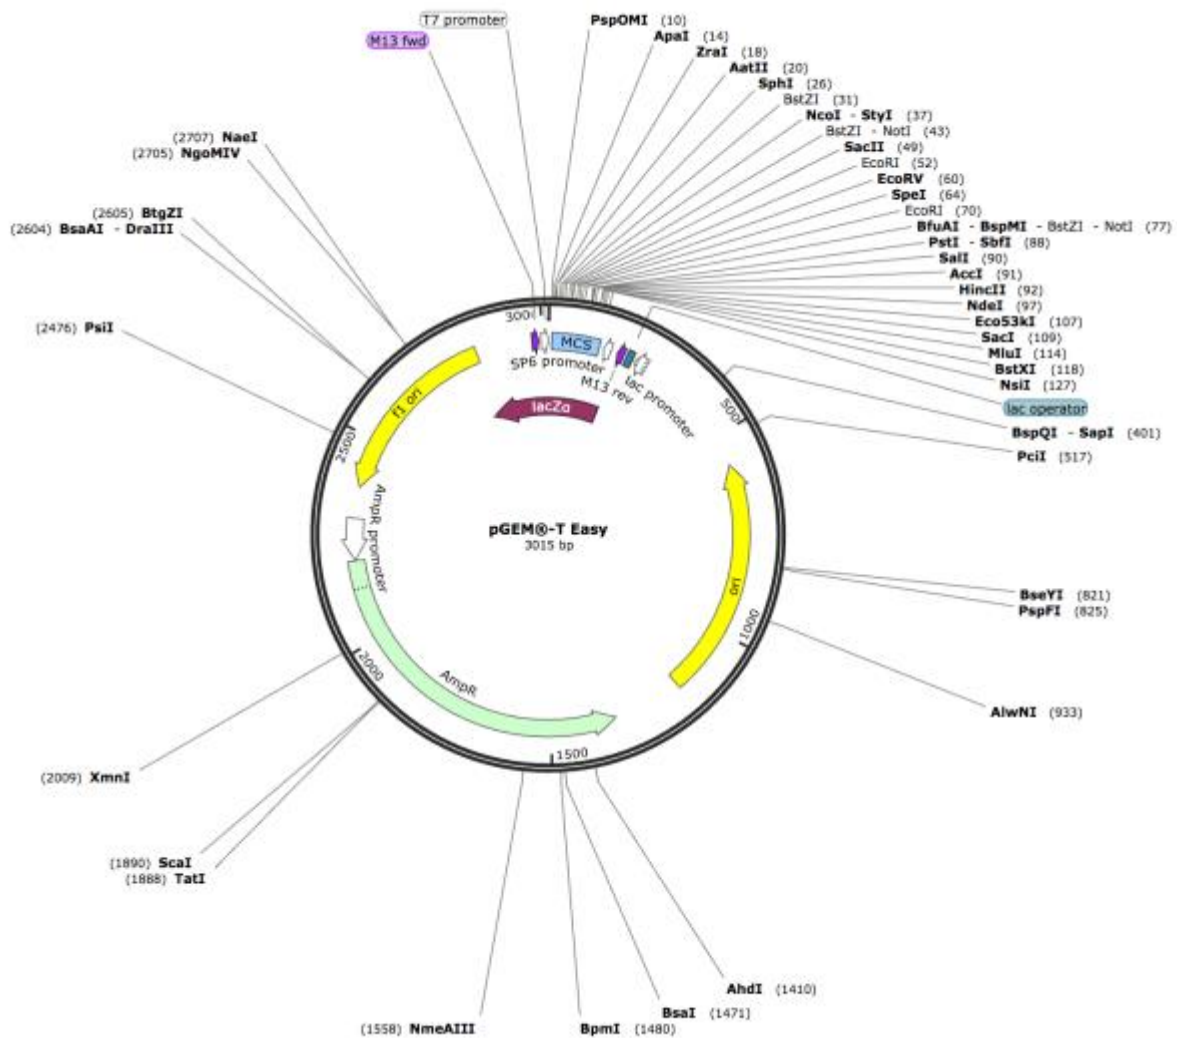 T7 promoter
M13 fwd
PspOMI (10)
ApaI (14)
ZraI (18)
AatII (20)
SphI (26)
BstZI (31)
NcoI - StyI (37)
BstZI - NotI (43)
SacII (49)
EcoRI (52)
EcoRV (60)
SpeI (64)
EcoRI (70)
BfuAI - BspMI - BstZI - NotI (77)
PstI - SbfI (88)
SalI (90)
AccI (91)
HincII (92)
NdeI (97)
Eco53kI (107)
SacI (109)
MluI (114)
BstXI (118)
NsiI (127)
lac operator
BspQI - SapI (401)
PciI (517)
BseYI (821)
PspFI (825)
AlwNI (933)
AhdI (1410)
BsaI (1471)
BpmI (1480)
(1558) NmeAIII
(1888) TatI
(1890) ScaI
(2009) XmnI
(2476) PsiI
(2604) BsaAI - DraIII
(2605) BtgZI
(2705) NgoMIV
(2707) NaeI
300
500
1000
1500
2000
2500
MCS
SP6 promoter
M13 rev
lac promoter
lacZα
f1 ori
AmpR promoter
AmpR
ori
pGEM®-T Easy
3015 bp